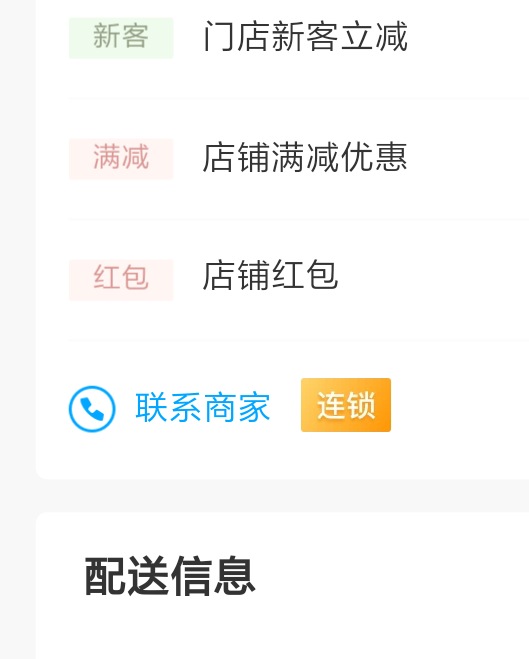 新客 门店新客立减
满减 店铺满减优惠
红包 店铺红包
联系商家 连锁
配送信息